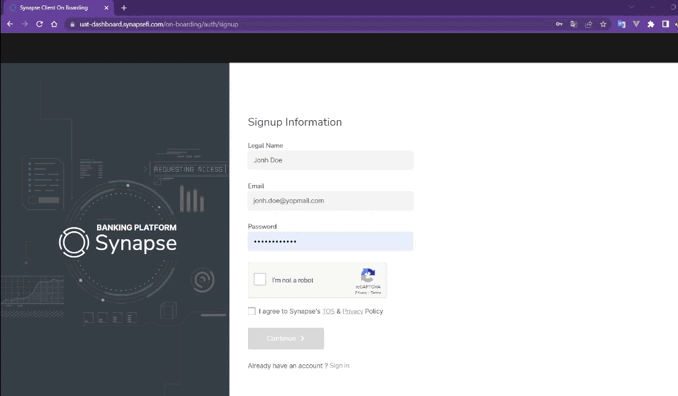 Synapse Client On Boarding
uat-dashboard.synapsefi.com/on-boarding/auth/signup
REQUESTING ACCESS
BANKING PLATFORM
Synapse
Signup Information
Legal Name
Jonh Doe
Email
jonh.doe@yopmail.com
Password
••••••••••••
I'm not a robot
reCAPTCHA
Privacy - Terms
I agree to Synapse's TOS & Privacy Policy
Continue
Already have an account ? Sign in